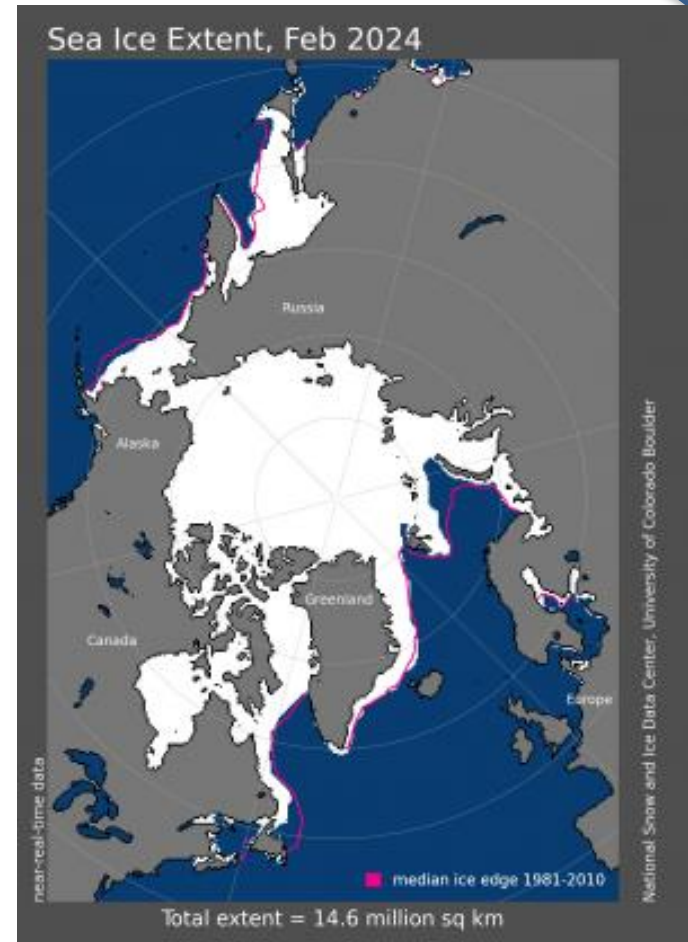 Sea Ice Extent, Feb 2024
Russia
Alaska
Greenland
Canada
Europe
near-real-time data
National Snow and Ice Data Center, University of Colorado Boulder
median ice edge 1981-2010
Total extent = 14.6 million sq km